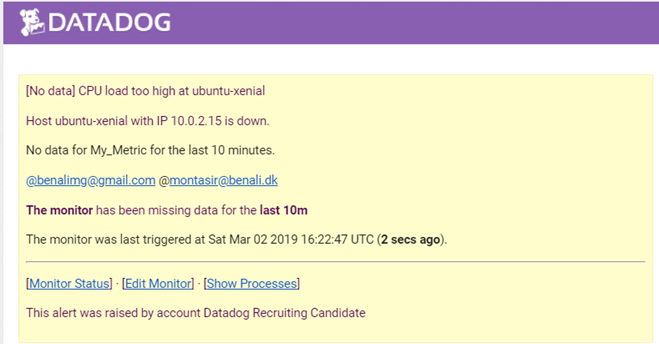 DATADOG
[No data] CPU load too high at ubuntu-xenial
Host ubuntu-xenial with IP 10.0.2.15 is down.
No data for My_Metric for the last 10 minutes.
@benalimg@gmail.com @montasir@benali.dk
The monitor has been missing data for the last 10m
The monitor was last triggered at Sat Mar 02 2019 16:22:47 UTC (2 secs ago).
[Monitor Status] · [Edit Monitor] · [Show Processes]
This alert was raised by account Datadog Recruiting Candidate